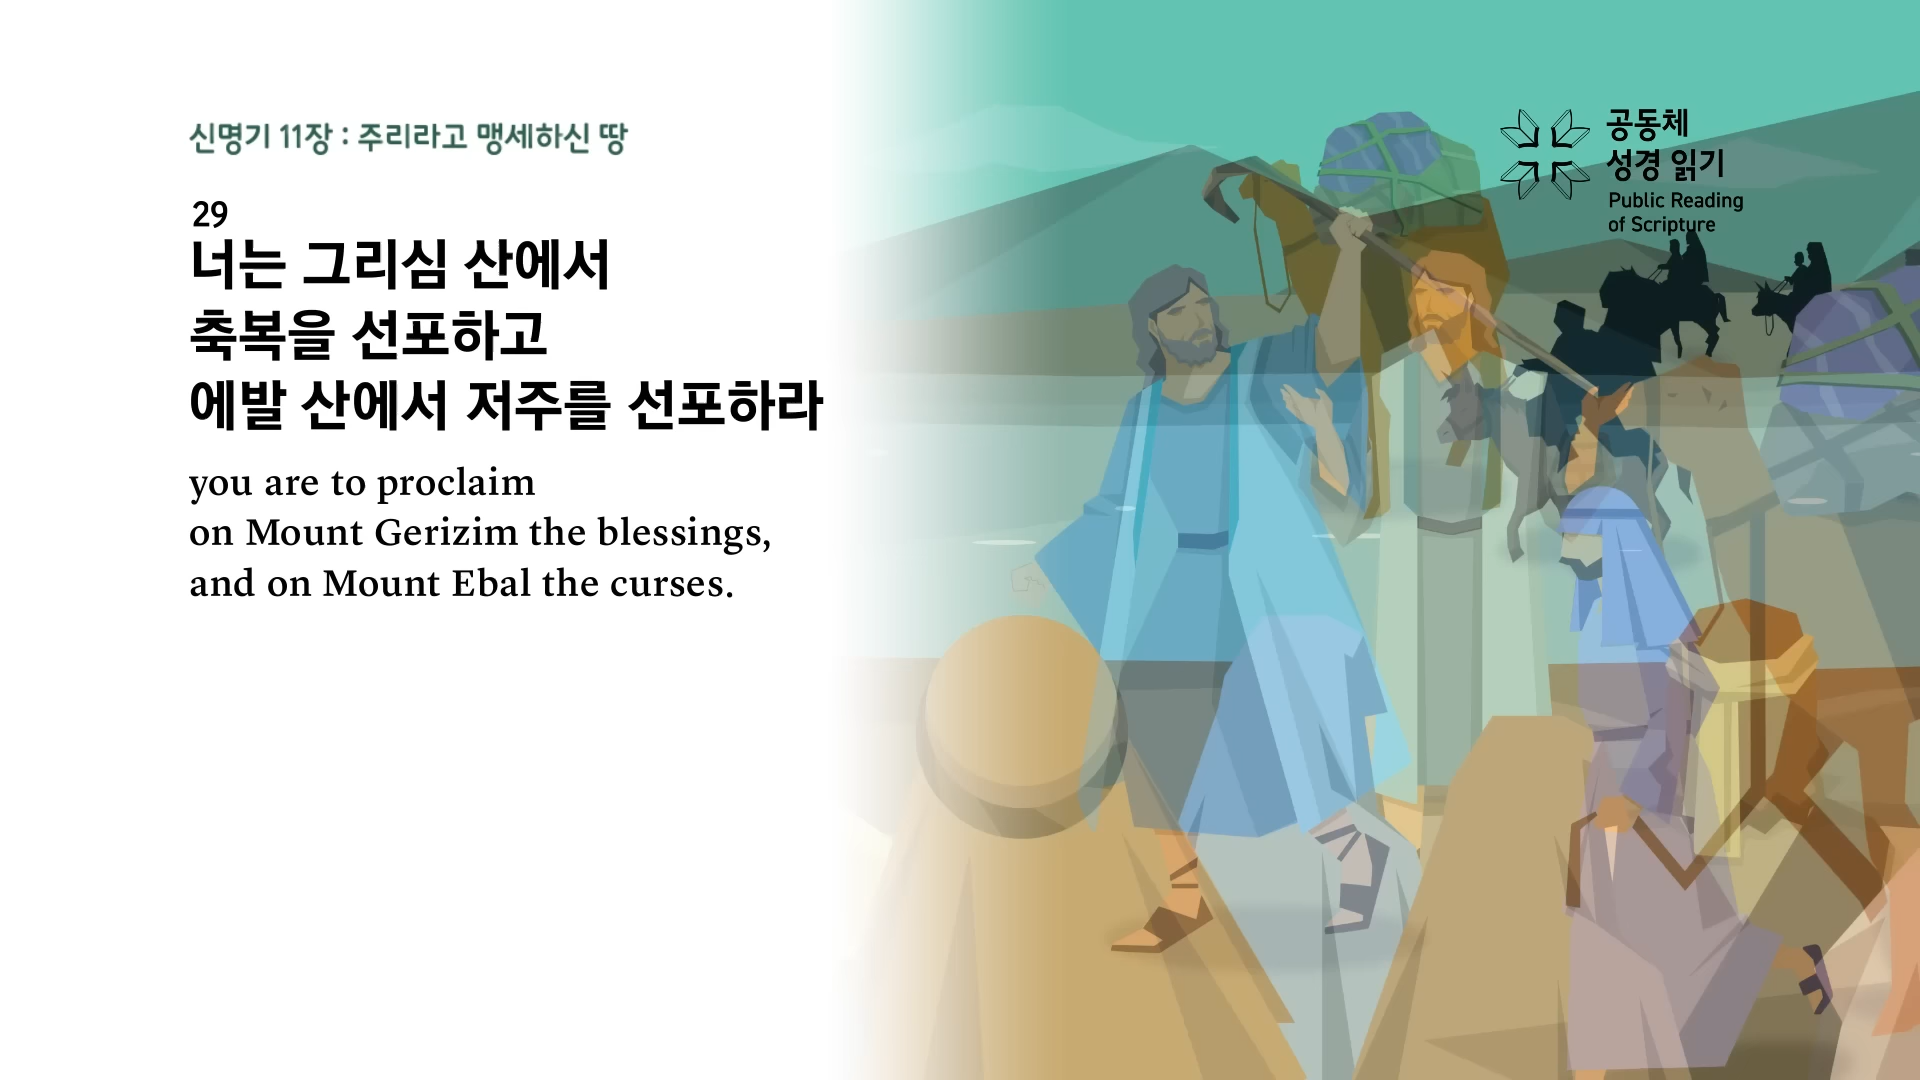 신명기 11장 : 주리라고 맹세하신 땅
29
너는 그리심 산에서
축복을 선포하고
에발 산에서 저주를 선포하라
you are to proclaim
on Mount Gerizim the blessings,
and on Mount Ebal the curses.
공동체
성경 읽기
Public Reading
of Scripture